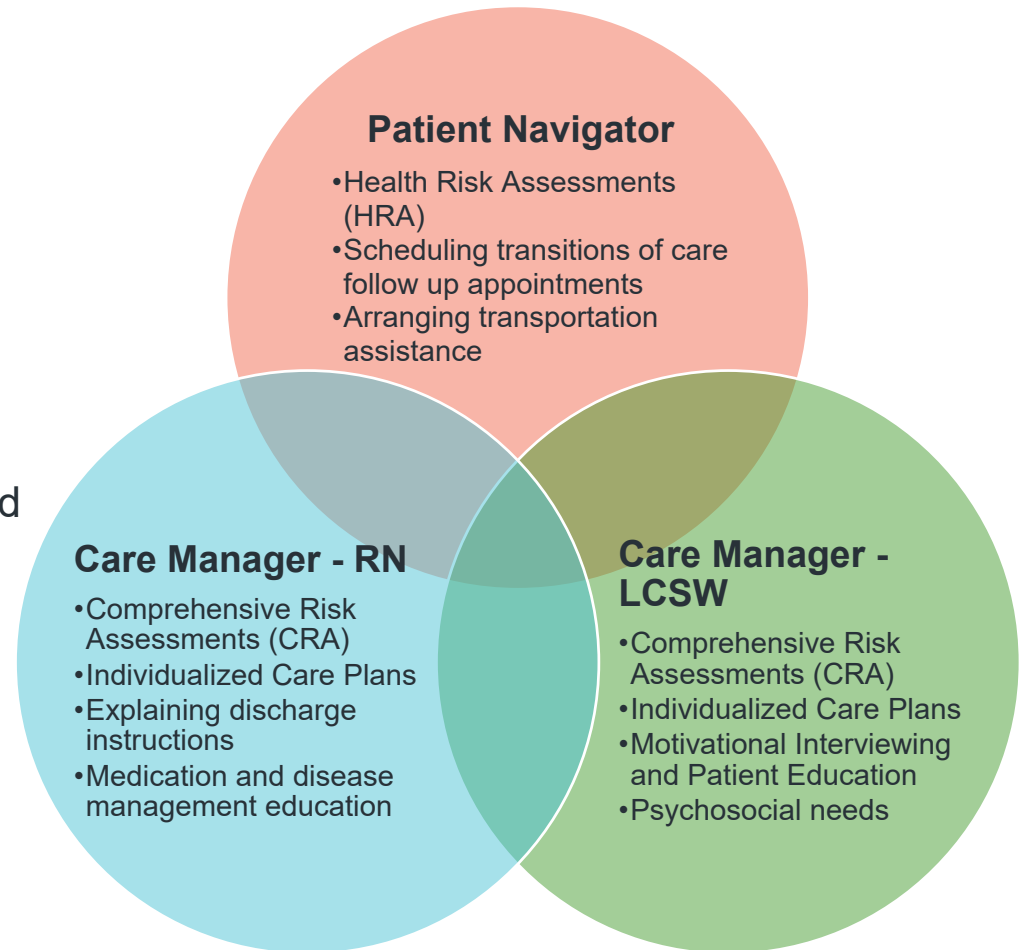 Patient Navigator
•Health Risk Assessments
(HRA)
•Scheduling transitions of care
follow up appointments
•Arranging transportation
assistance
d
Care Manager - RN
•Comprehensive Risk
Assessments (CRA)
•Individualized Care Plans
•Explaining discharge
instructions
•Medication and disease
management education
Care Manager -
LCSW
•Comprehensive Risk
Assessments (CRA)
•Individualized Care Plans
•Motivational Interviewing
and Patient Education
•Psychosocial needs